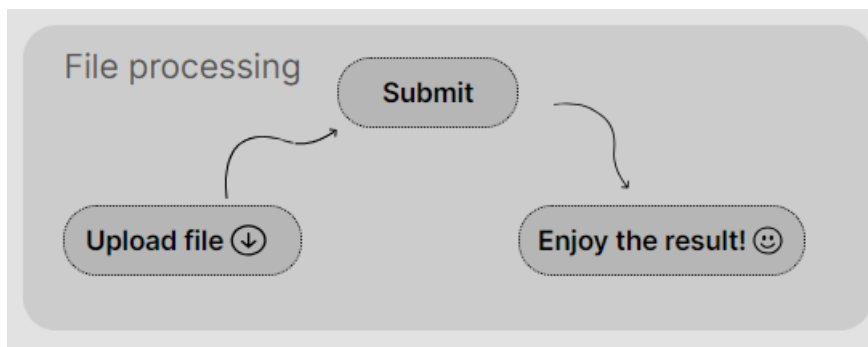 File processing
Submit
Upload file
Enjoy the result!